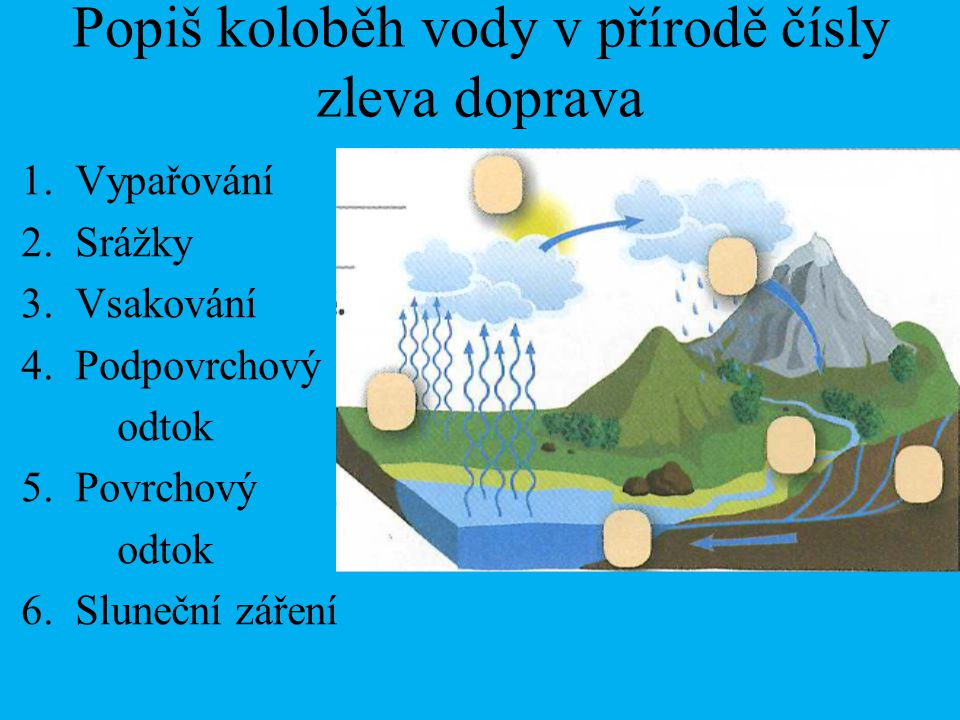 Popiš koloběh vody v přírodě čísly
zleva doprava
1. Vypařování
2. Srážky
3. Vsakování
4. Podpovrchový
odtok
5. Povrchový
odtok
6. Sluneční záření